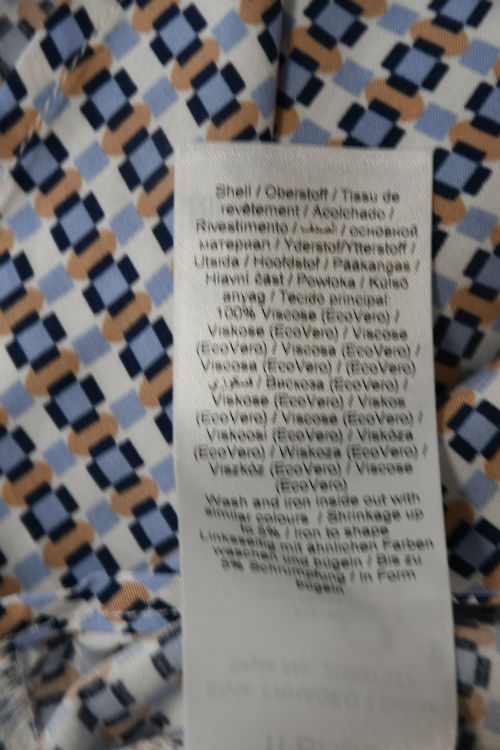 Shell / Oberstoff / Tissu de
revêtement / Acolchado /
Rivestimento / الصنف / основной
материал / Yderstof/Ytterstoff /
Utsida / Hoofdstof / Pääkangas /
Hlavní část / Powłoka / Külső
anyag / Tecido principal
100% Viscose (EcoVero) /
Viskose (EcoVero) / Viscose
(EcoVero) / Viscosa (EcoVero) /
Viscosa (EcoVero) / (EcoVero)
/ Вискоза (EcoVero) /
Viskose (EcoVero) / Viskos
(EcoVero) / Viscose (EcoVero) /
Viskoosi (EcoVero) / Viskóza
(EcoVero) / Wiskoza (EcoVero) /
Viszkóz (EcoVero) / Viscose
(EcoVero)
Wash and iron inside out with
similar colours. / Shrinkage up
to 5% / Iron to shape
Linksseitig mit ähnlichen Farben
waschen und bügeln / Bis zu
5% Schrumpfung / In Form
bügeln